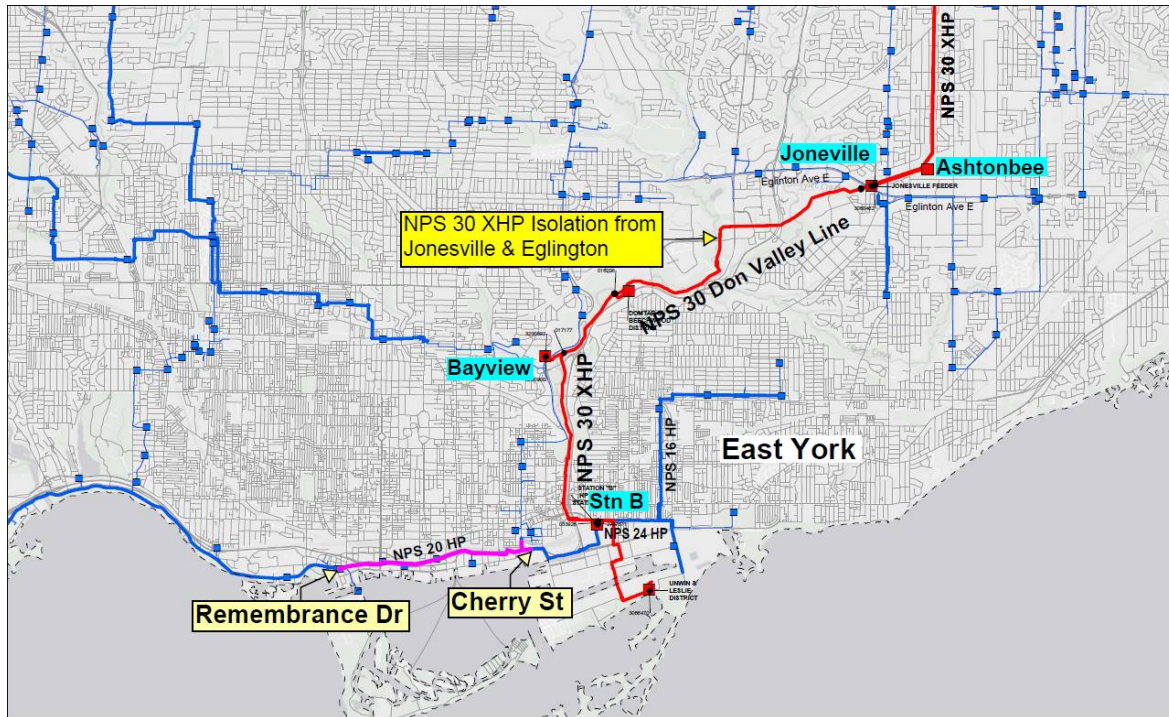 NPS 30 XHP
Joneville
Ashtonbee
Eglinton Ave E
JONESVILLE FEEDER
Eglinton Ave E
NPS 30 XHP Isolation from
Jonesville & Eglington
NPS 30 Don Valley Line
Bayview
NPS 30 XHP
NPS 16 HP
East York
STATION "B"
Stn B
NPS 24 HP
NPS 20 HP
Cherry St
Remembrance Dr
UNWIN &
LESLIE
DISTRICT